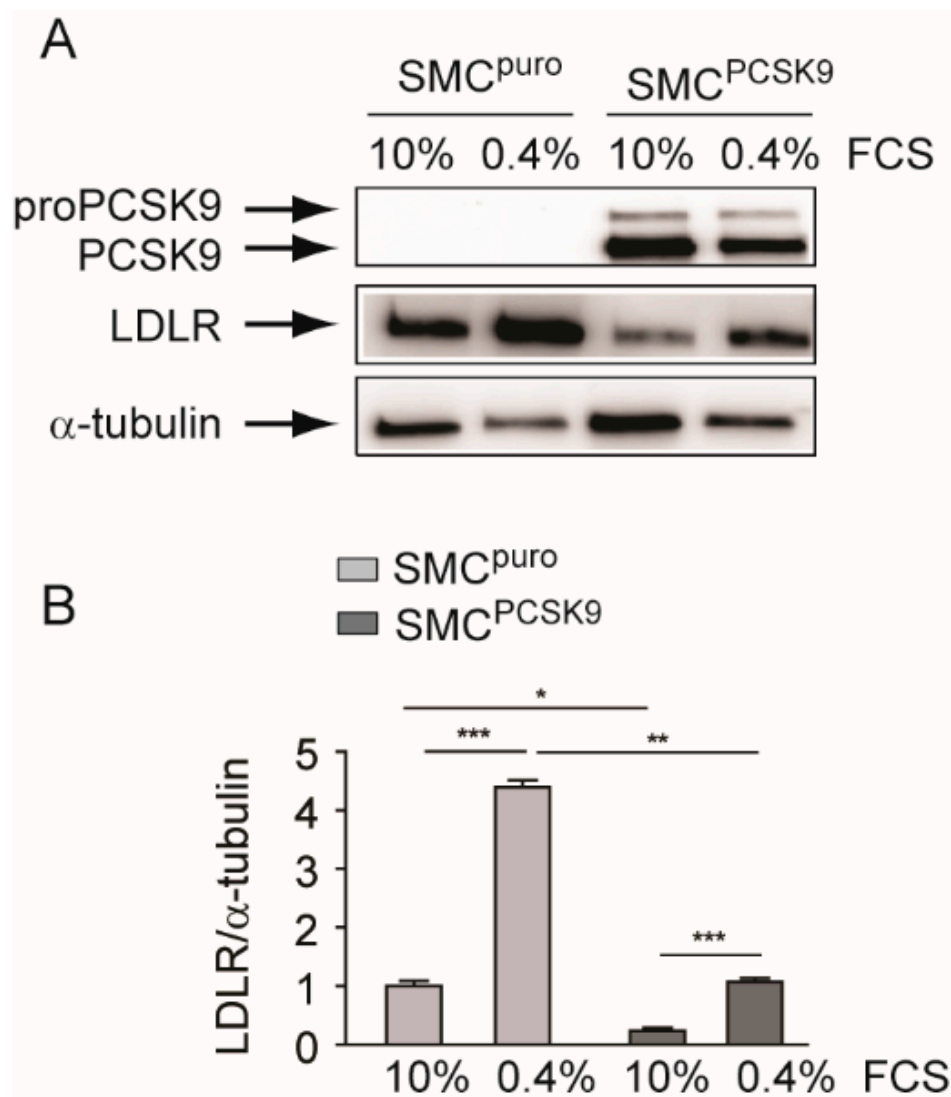 A
SMCpuro SMCPCSK9
10% 0.4% 10% 0.4% FCS
proPCSK9
PCSK9
LDLR
α-tubulin
B
SMCpuro
SMCPCSK9
*
*** **
***
LDLR/α-tubulin
5
4
3
2
1
0
10% 0.4% 10% 0.4% FCS